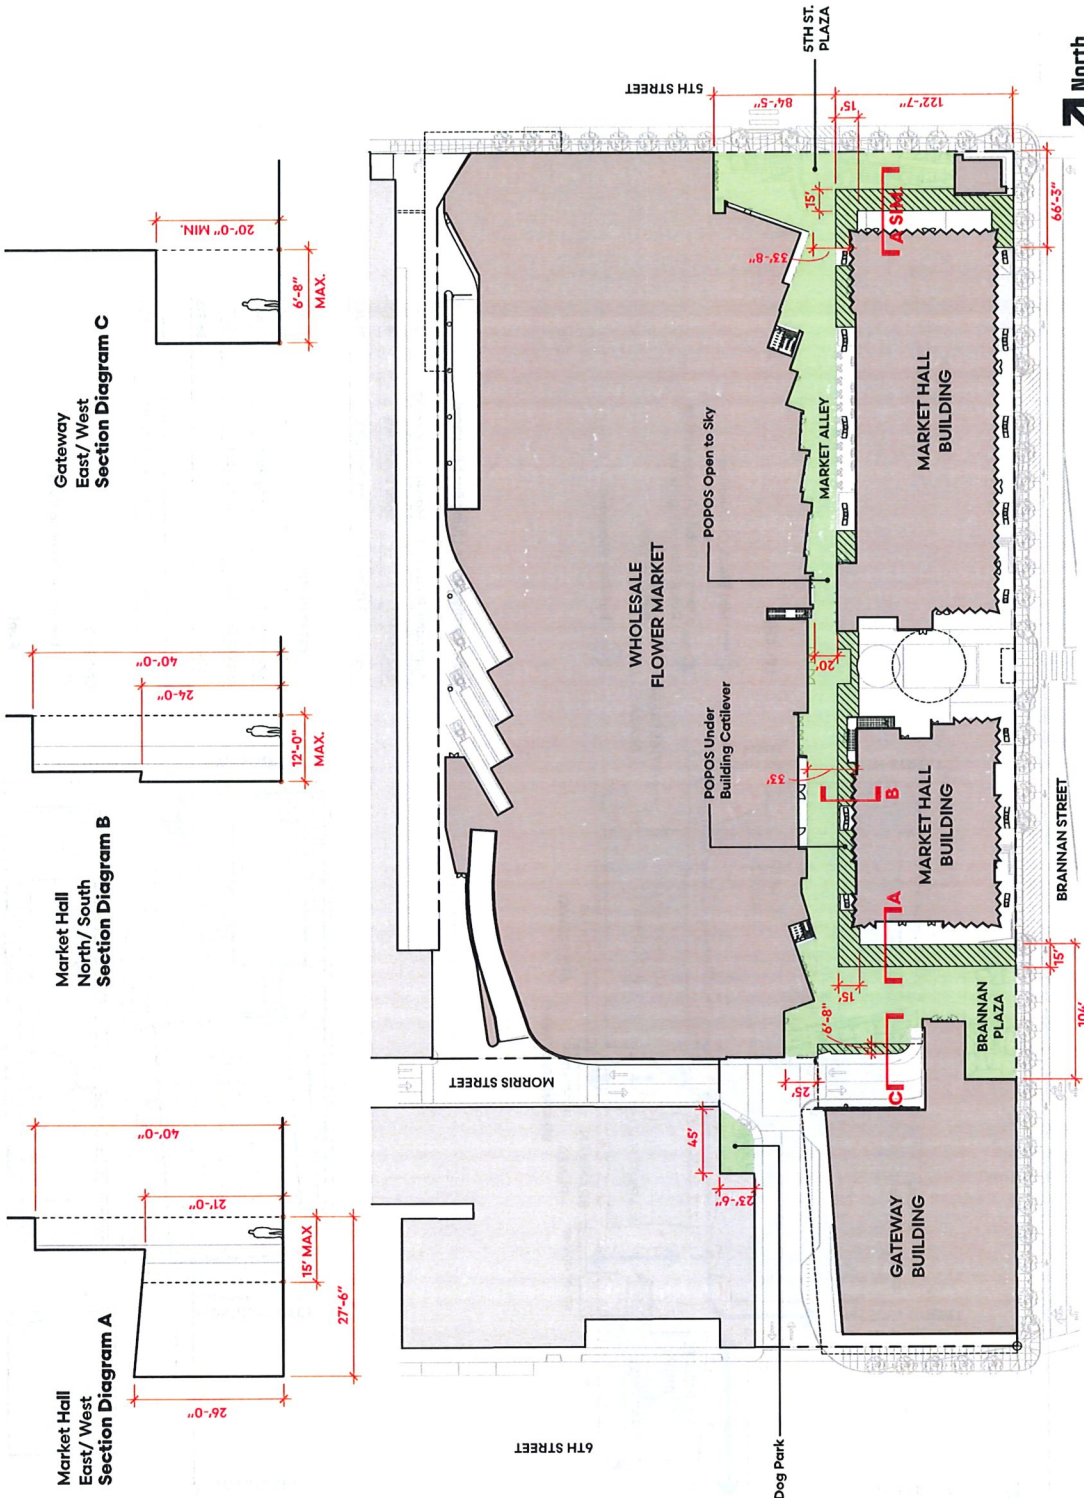 Market Hall
East/ West
Section Diagram A
26'-0"
40'-0"
21'-0"
15' MAX
27'-6"
Market Hall
North/ South
Section Diagram B
40'-0"
24-0"
12'-0"
MAX.
Gateway
East/ West
Section Diagram C
20'-0" MIN.
6'-8"
MAX.
6TH STREET
MORRIS STREET
5TH STREET
WHOLESALE
FLOWER MARKET
POPOS Under
Building Catilever
POPOS Open to Sky
MARKET ALLEY
5TH ST.
PLAZA
Dog Park
45'
23'-6"
25'
6'-8"
15'
33'
20'
33'-8"
15'
84'-5"
15'
122'-7"
66'-3"
C
A
B
A SIM.
GATEWAY
BUILDING
BRANNAN
PLAZA
MARKET HALL
BUILDING
MARKET HALL
BUILDING
15'
104'
BRANNAN STREET
North